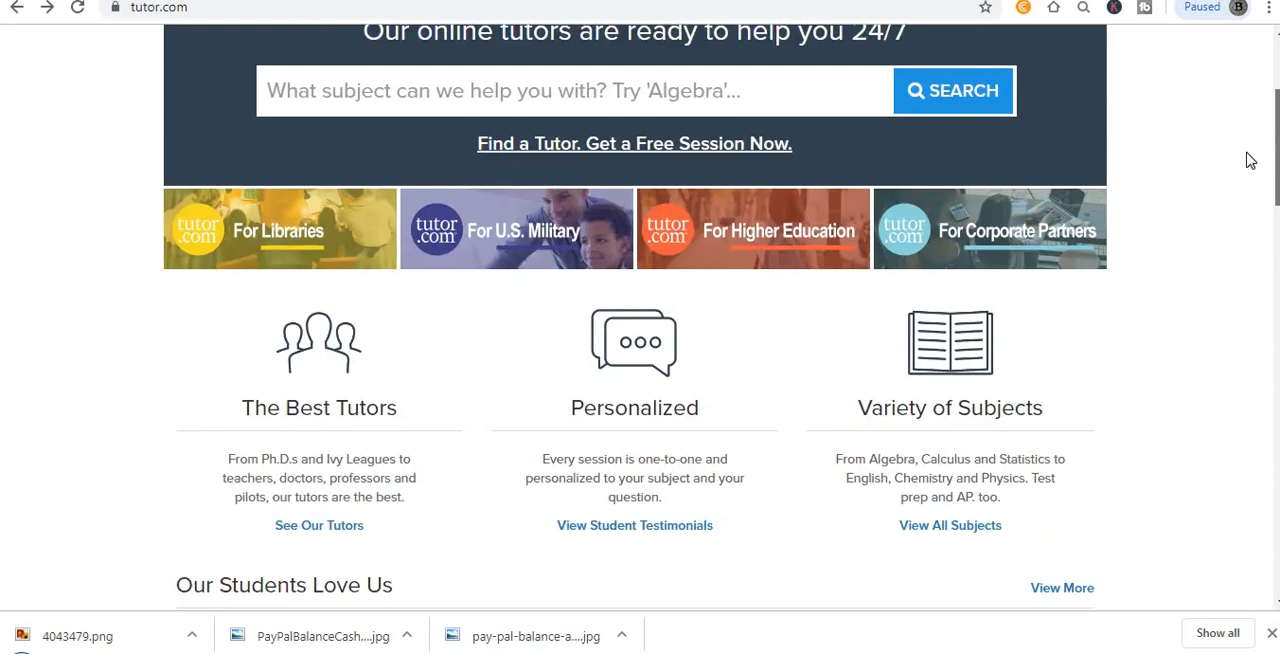 tutor.com
Paused
B
Our online tutors are ready to help you 24/7
What subject can we help you with? Try 'Algebra'...
SEARCH
Find a Tutor. Get a Free Session Now.
tutor
.com
For Libraries
tutor
.com
For U.S. Military
tutor
.com
For Higher Education
tutor
.com
For Corporate Partners
The Best Tutors
Personalized
Variety of Subjects
From Ph.D.s and Ivy Leagues to
teachers, doctors, professors and
pilots, our tutors are the best.
See Our Tutors
Every session is one-to-one and
personalized to your subject and your
question.
View Student Testimonials
From Algebra, Calculus and Statistics to
English, Chemistry and Physics. Test
prep and AP. too.
View All Subjects
Our Students Love Us
View More
4043479.png
PayPalBalanceCash....jpg
pay-pal-balance-a....jpg
Show all